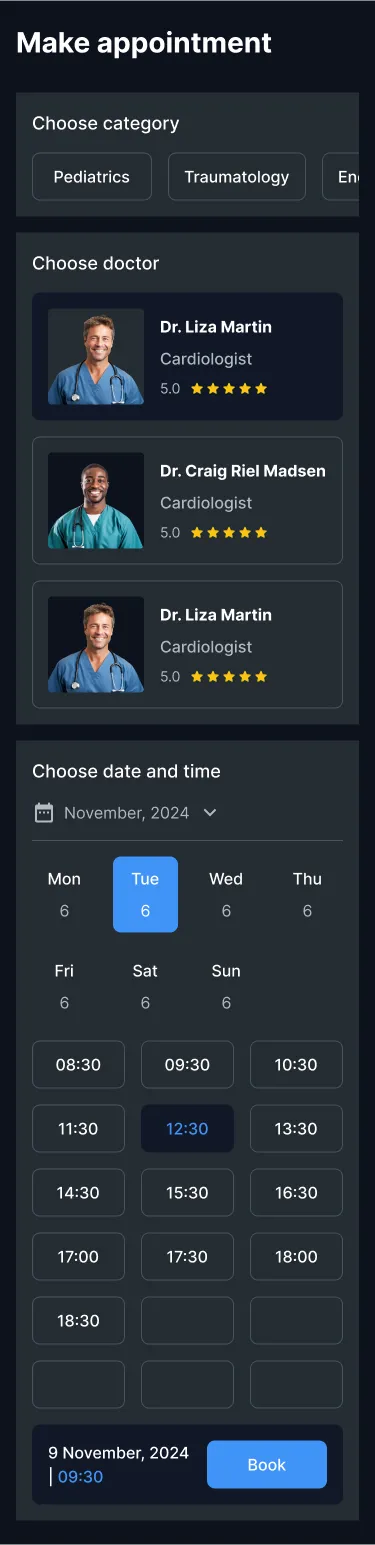 Make appointment
Choose category
Pediatrics Traumatology En
Choose doctor
Dr. Liza Martin
Cardiologist
5.0
Dr. Craig Riel Madsen
Cardiologist
5.0
Dr. Liza Martin
Cardiologist
5.0
Choose date and time
November, 2024
Mon Tue Wed Thu
6 6 6 6
Fri Sat Sun
6 6 6
08:30 09:30 10:30
11:30 12:30 13:30
14:30 15:30 16:30
17:00 17:30 18:00
18:30
9 November, 2024
| 09:30
Book